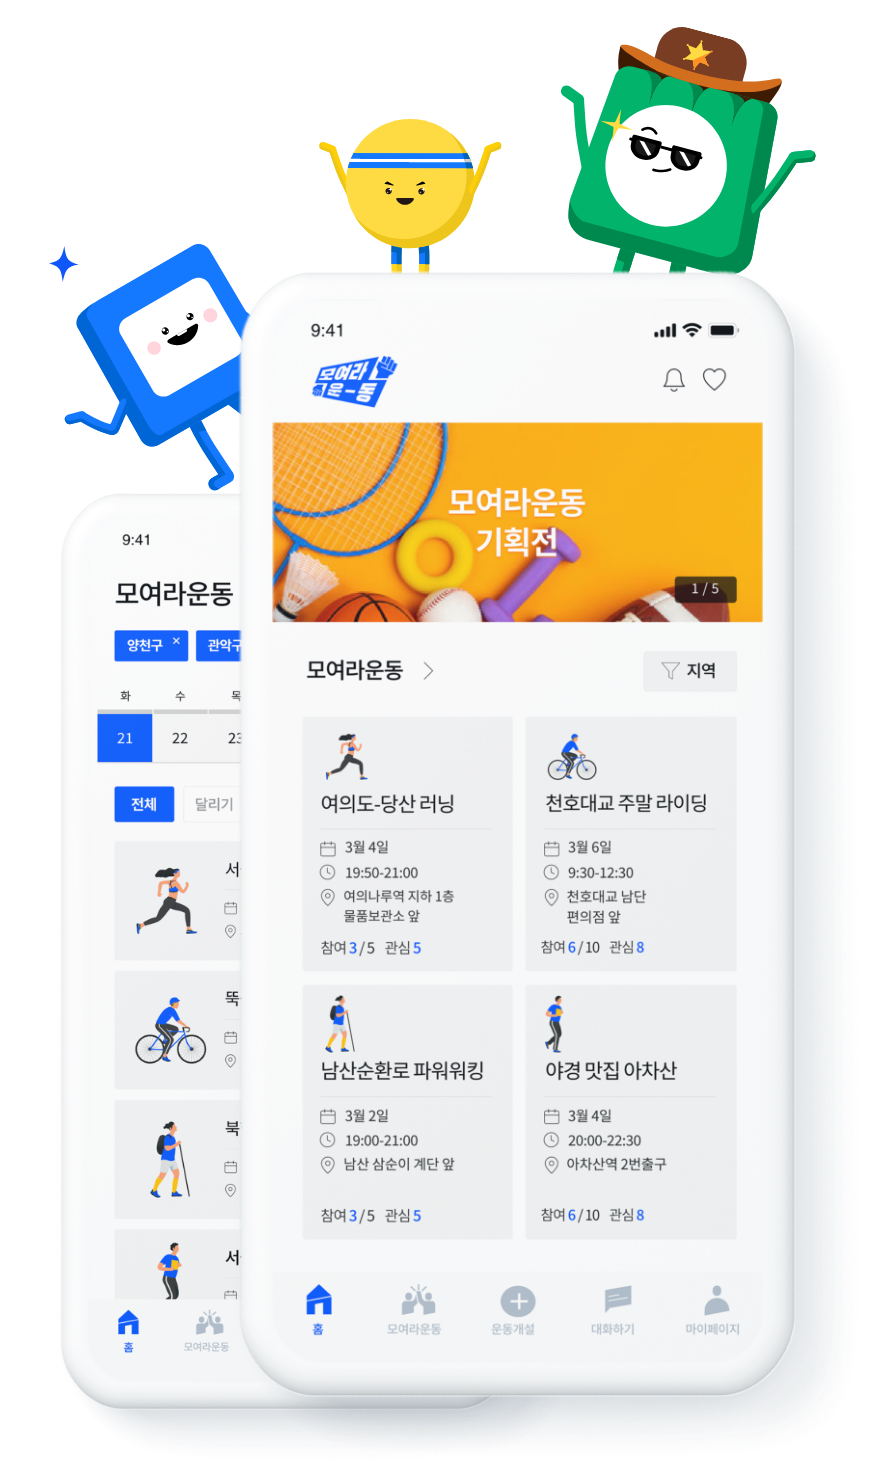 9:41
모여라
운-동
모여라운동
기획전
1 / 5
모여라운동
지역
여의도-당산 러닝
3월 4일
19:50-21:00
여의나루역 지하 1층
물품보관소 앞
참여 3 / 5 관심 5
천호대교 주말 라이딩
3월 6일
9:30-12:30
천호대교 남단
편의점 앞
참여 6 / 10 관심 8
남산순환로 파워워킹
3월 2일
19:00-21:00
남산 삼순이 계단 앞
참여 3 / 5 관심 5
야경 맛집 아차산
3월 4일
20:00-22:30
아차산역 2번출구
참여 6 / 10 관심 8
홈 모여라운동 운동개설 대화하기 마이페이지
9:41
모여라운동
양천구 × 관악구
화 수 목
21 22 23
전체 달리기
서
뚝
북
서
홈 모여라운동